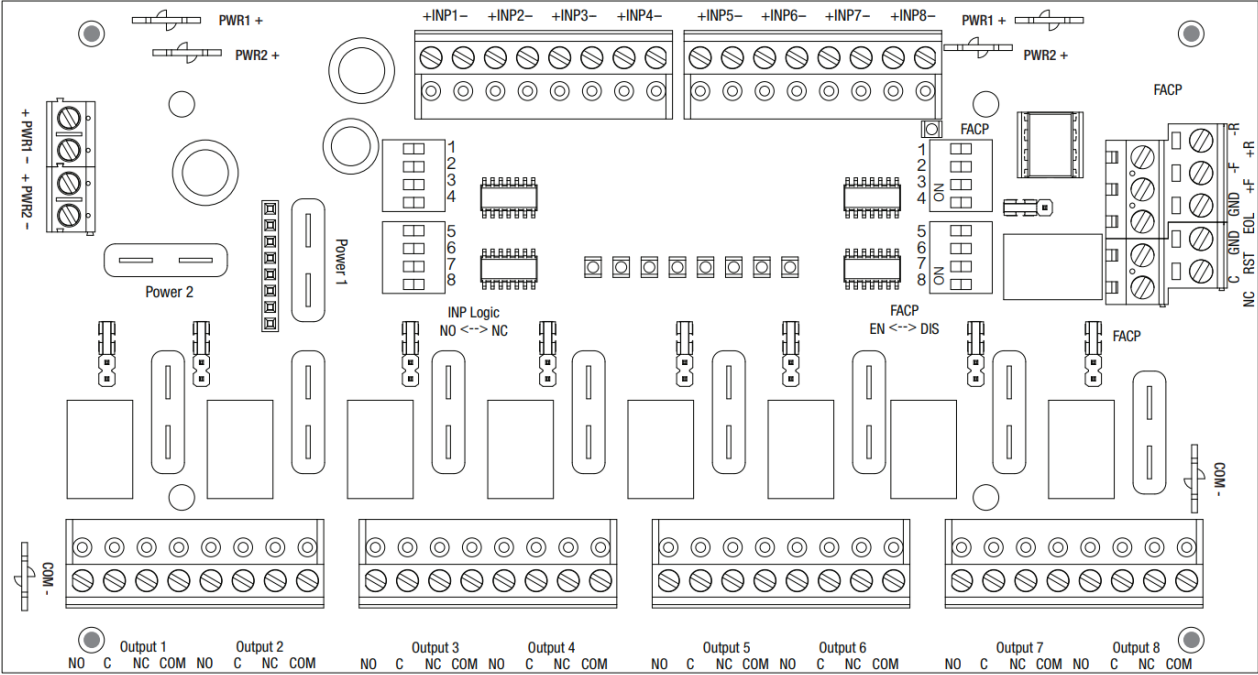 PWR1 +
+INP1– +INP2– +INP3– +INP4– +INP5– +INP6– +INP7– +INP8–
PWR1 +
PWR2 +
PWR2 +
FACP
+ PWR1 – + PWR2 –
FACP
1
2
3
4
1
2
3
4
ON
-R
+R
-F
+F
GND
EOL
GND
RST
C
NC
5
6
7
8
5
6
7
8
ON
Power 1
Power 2
INP Logic
NO <--> NC
FACP
EN <--> DIS
FACP
COM -
COM -
Output 1 Output 2 Output 3 Output 4 Output 5 Output 6 Output 7 Output 8
NO C NC COM NO C NC COM NO C NC COM NO C NC COM NO C NC COM NO C NC COM NO C NC COM NO C NC COM